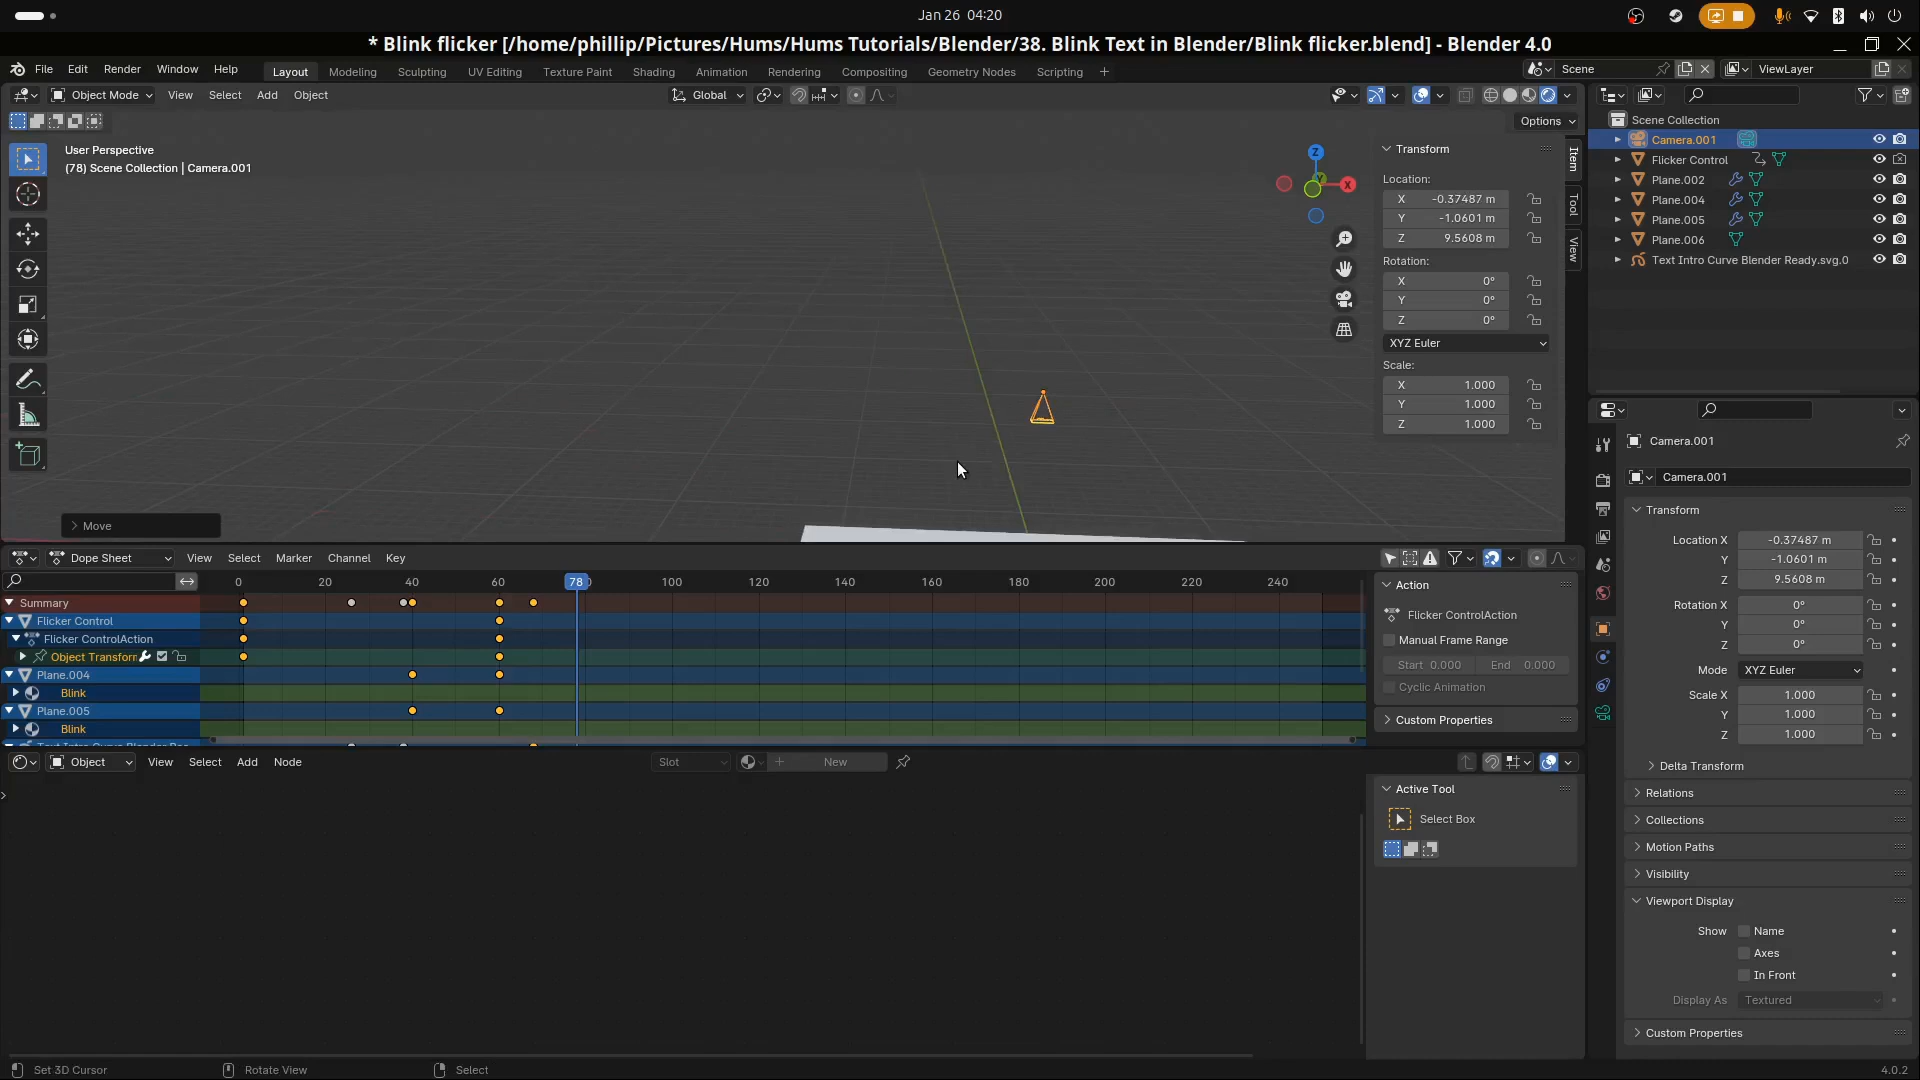 Jan 26 04:20
* Blink flicker [/home/phillip/Pictures/Hums/Hums Tutorials/Blender/38. Blink Text in Blender/Blink flicker.blend] - Blender 4.0
File Edit Render Window Help Layout Modeling Sculpting UV Editing Texture Paint Shading Animation Rendering Compositing Geometry Nodes Scripting + Scene ViewLayer
Object Mode View Select Add Object Global
Options
User Perspective
(78) Scene Collection | Camera.001
Z
X
Move
Transform
Location:
X -0.37487 m
Y -1.0601 m
Z 9.5608 m
Rotation:
X 0°
Y 0°
Z 0°
XYZ Euler
Scale:
X 1.000
Y 1.000
Z 1.000
Item
Tool
View
Scene Collection
Camera.001
Flicker Control
Plane.002
Plane.004
Plane.005
Plane.006
Text Intro Curve Blender Ready.svg.0
Camera.001
Camera.001
Transform
Location X -0.37487 m
Y -1.0601 m
Z 9.5608 m
Rotation X 0°
Y 0°
Z 0°
Mode XYZ Euler
Scale X 1.000
Y 1.000
Z 1.000
Delta Transform
Relations
Collections
Motion Paths
Visibility
Viewport Display
Show Name
Axes
In Front
Display As Textured
Custom Properties
Dope Sheet View Select Marker Channel Key
0 20 40 60 78 100 120 140 160 180 200 220 240
Summary
Flicker Control
Flicker ControlAction
Object Transfor
Plane.004
Blink
Plane.005
Blink
Action
Flicker ControlAction
Manual Frame Range
Start 0.000 End 0.000
Cyclic Animation
Custom Properties
Object View Select Add Node Slot New
Active Tool
Select Box
Set 3D Cursor Rotate View Select 4.0.2